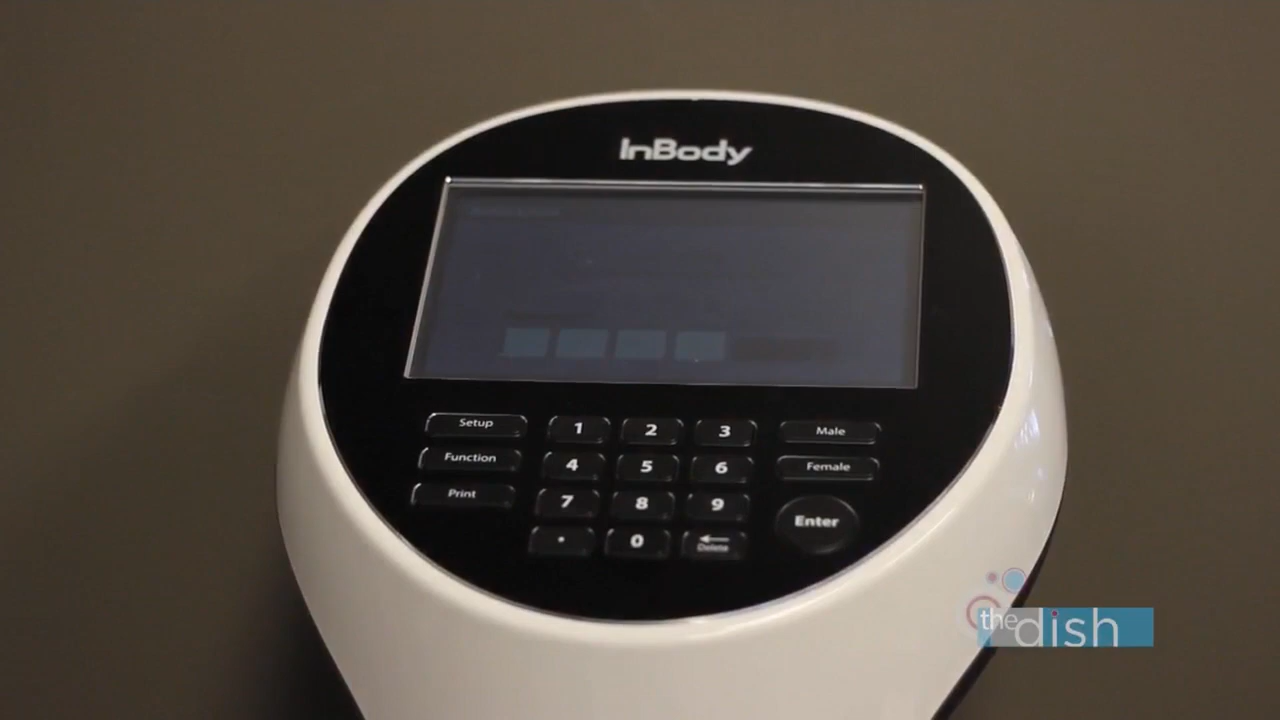 InBody
Setup 1 2 3 Male
Function 4 5 6 Female
Print 7 8 9 Enter
. 0 Delete
the dish